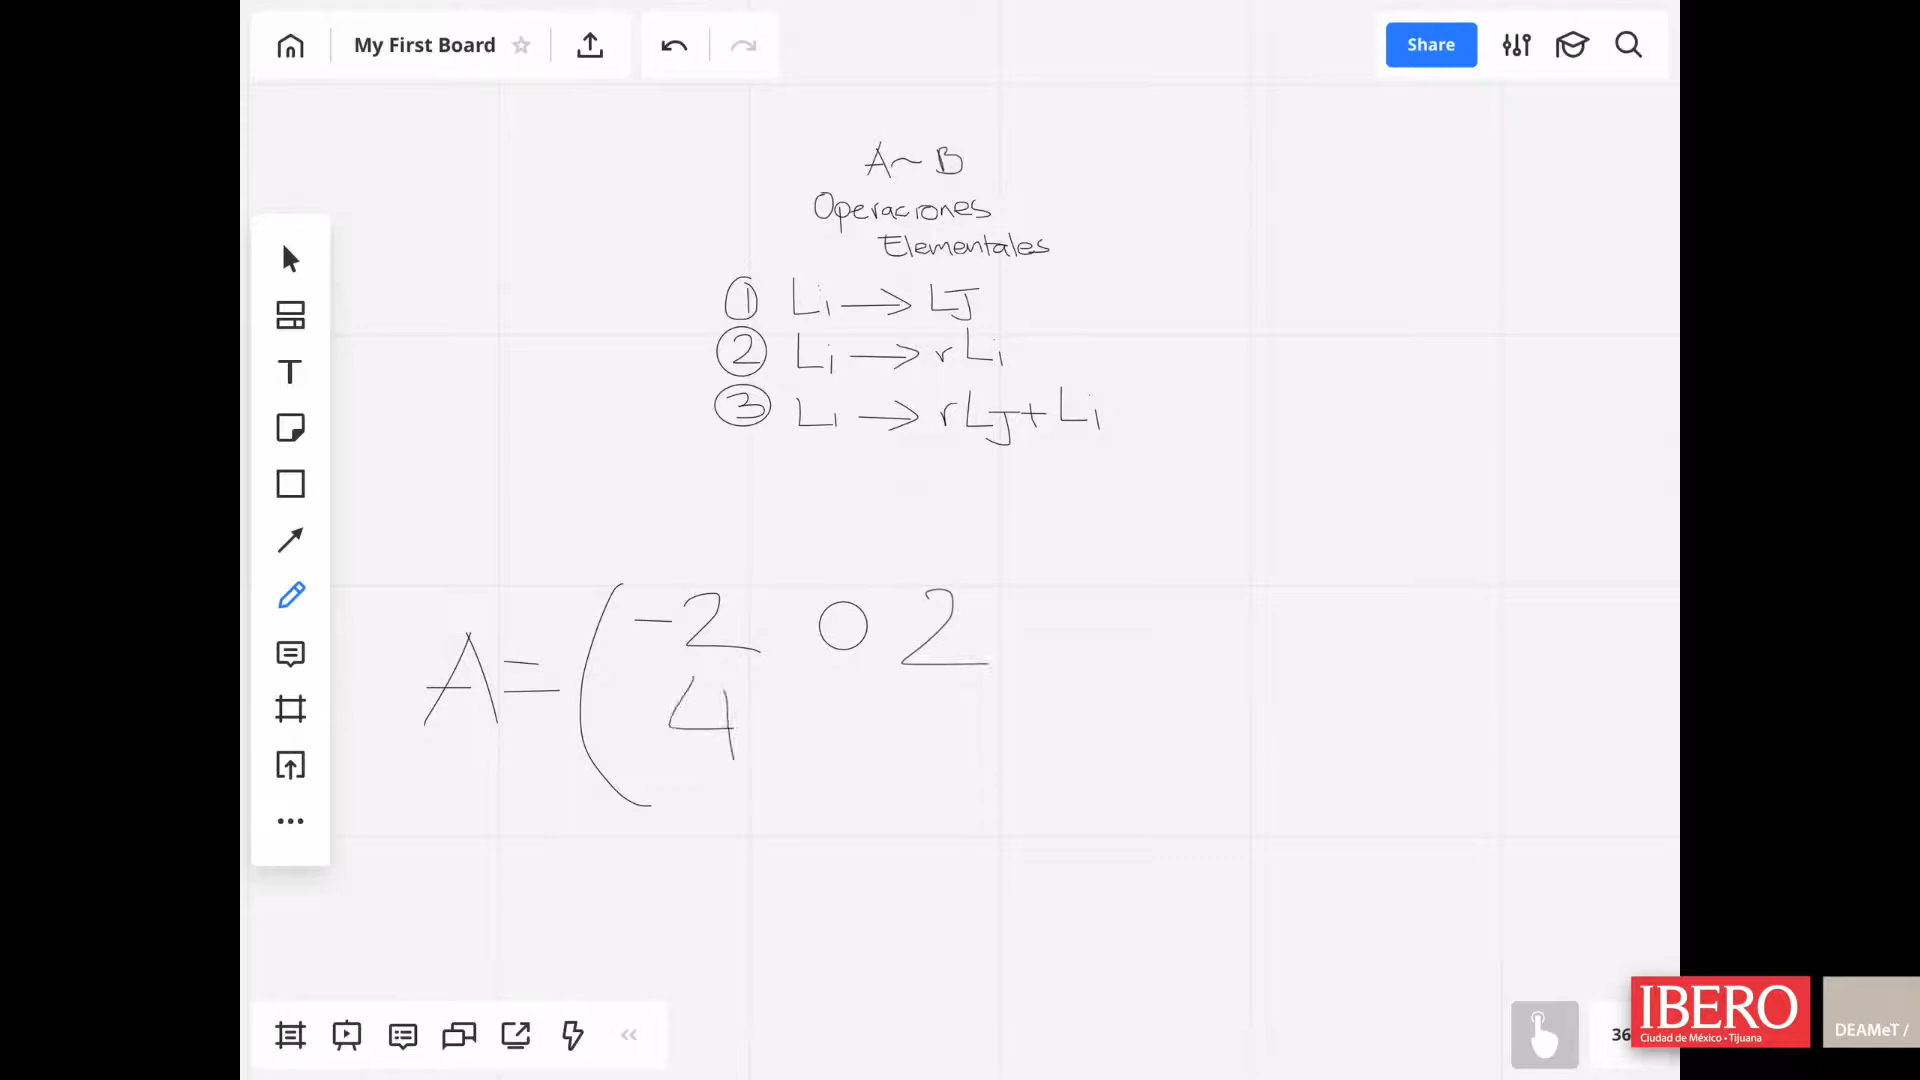 My First Board
Share
A ~ B
Operaciones
Elementales
① Li → LJ
② Li → rLi
③ Li → rLJ + Li
A = ( -2 0 2
4
T
36
IBERO
Ciudad de México • Tijuana
DEAMeT /